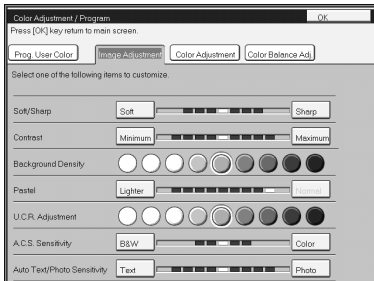 Color Adjustment / Program OK
Press [OK] key return to main screen.
Prog. User Color Image Adjustment Color Adjustment Color Balance Adj.
Select one of the following items to customize.
Soft/Sharp Soft Sharp
Contrast Minimum Maximum
Background Density
Pastel Lighter Normal
U.C.R. Adjustment
A.C.S. Sensitivity B&W Color
Auto Text/Photo Sensitivity Text Photo